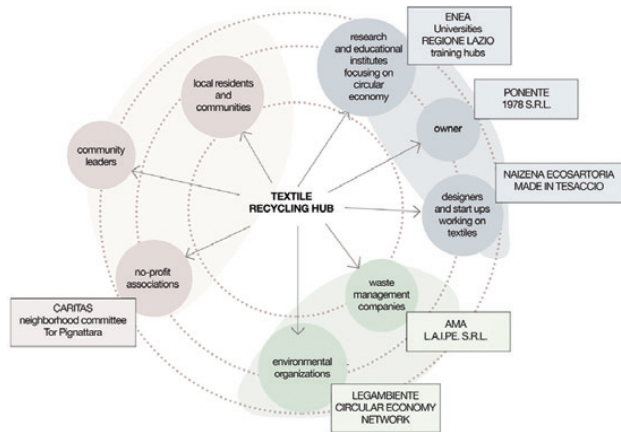 ENEA
Universities
REGIONE LAZIO
training hubs
research
and educational
institutes
focusing on
circular
economy
local residents
and
communities
PONENTE
1978 S.R.L.
owner
community
leaders
NAIZENA ECOSARTORIA
MADE IN TESACCIO
TEXTILE
RECYCLING HUB
designers
and start ups
working on
textiles
no-profit
associations
waste
management
companies
CARITAS
neighborhood committee
Tor Pignattara
AMA
L.A.I.PE. S.R.L.
environmental
organizations
LEGAMBIENTE
CIRCULAR ECONOMY
NETWORK